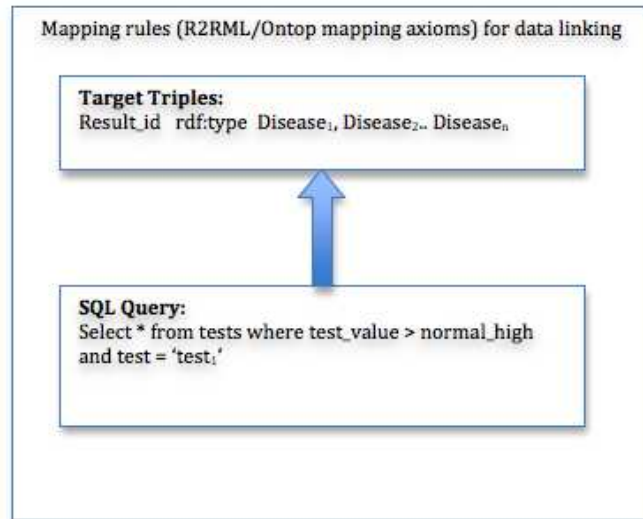 Mapping rules (R2RML/Ontop mapping axioms) for data linking
Target Triples:
Result_id rdf:type Disease₁, Disease₂.. Diseaseₙ
SQL Query:
Select * from tests where test_value > normal_high
and test = ‘test₁’